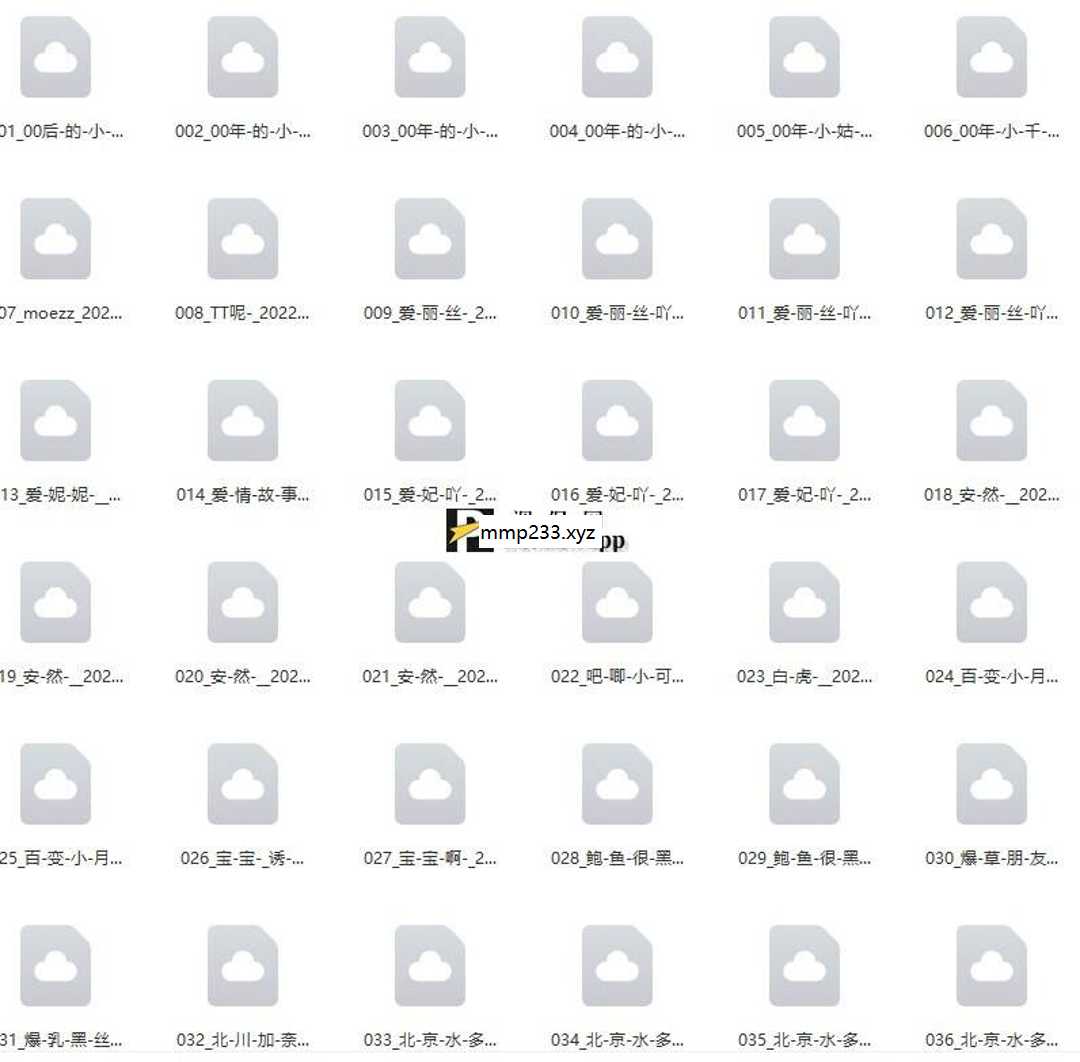 01_00后-的-小-...
002_00年-的-小-...
003_00年-的-小-...
004_00年-的-小-...
005_00年-小-姑-...
006_00年-小-千-...
07_moezz_202...
008_TT呢-_2022...
009_爱-丽-丝-_2...
010_爱-丽-丝-吖...
011_爱-丽-丝-吖...
012_爱-丽-丝-吖...
13_爱-妮-妮-__...
014_爱-情-故-事...
015_爱-妃-吖-_2...
016_爱-妃-吖-_2...
017_爱-妃-吖-_2...
018_安-然-__202...
mmp233.xyz
pp
19_安-然-__202...
020_安-然-__202...
021_安-然-__202...
022_吧-唧-小-可...
023_白-虎-__202...
024_百-变-小-月...
25_百-变-小-月...
026_宝-宝-_诱-...
027_宝-宝-啊-_2...
028_鲍-鱼-很-黑...
029_鲍-鱼-很-黑...
030_爆-草-朋-友...
31_爆-乳-黑-丝...
032_北-川-加-奈...
033_北-京-水-多...
034_北-京-水-多...
035_北-京-水-多...
036_北-京-水-多...